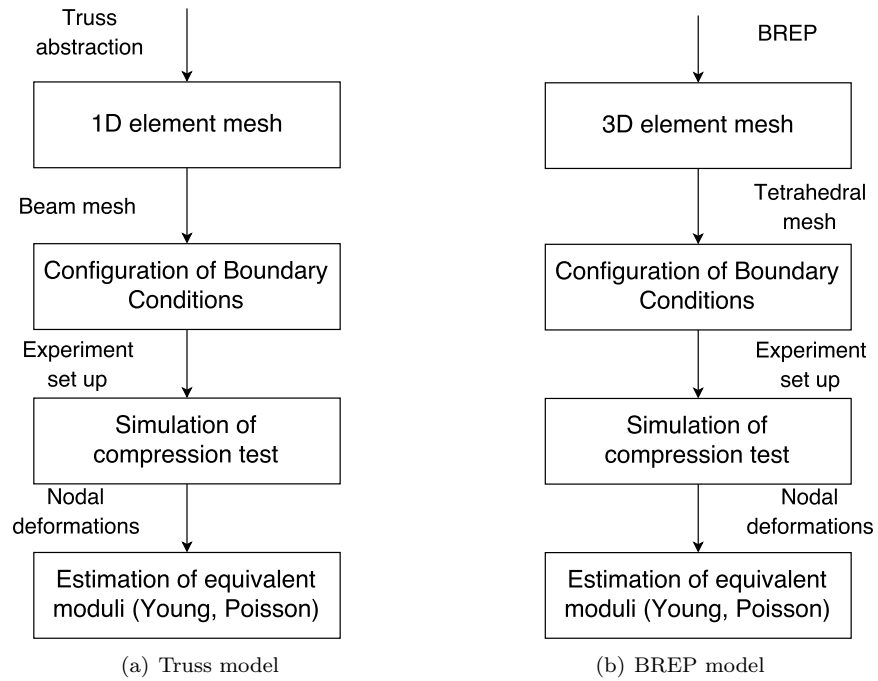 Truss
abstraction
1D element mesh
Beam mesh
Configuration of Boundary
Conditions
Experiment
set up
Simulation of
compression test
Nodal
deformations
Estimation of equivalent
moduli (Young, Poisson)
(a) Truss model
BREP
3D element mesh
Tetrahedral
mesh
Configuration of Boundary
Conditions
Experiment
set up
Simulation of
compression test
Nodal
deformations
Estimation of equivalent
moduli (Young, Poisson)
(b) BREP model